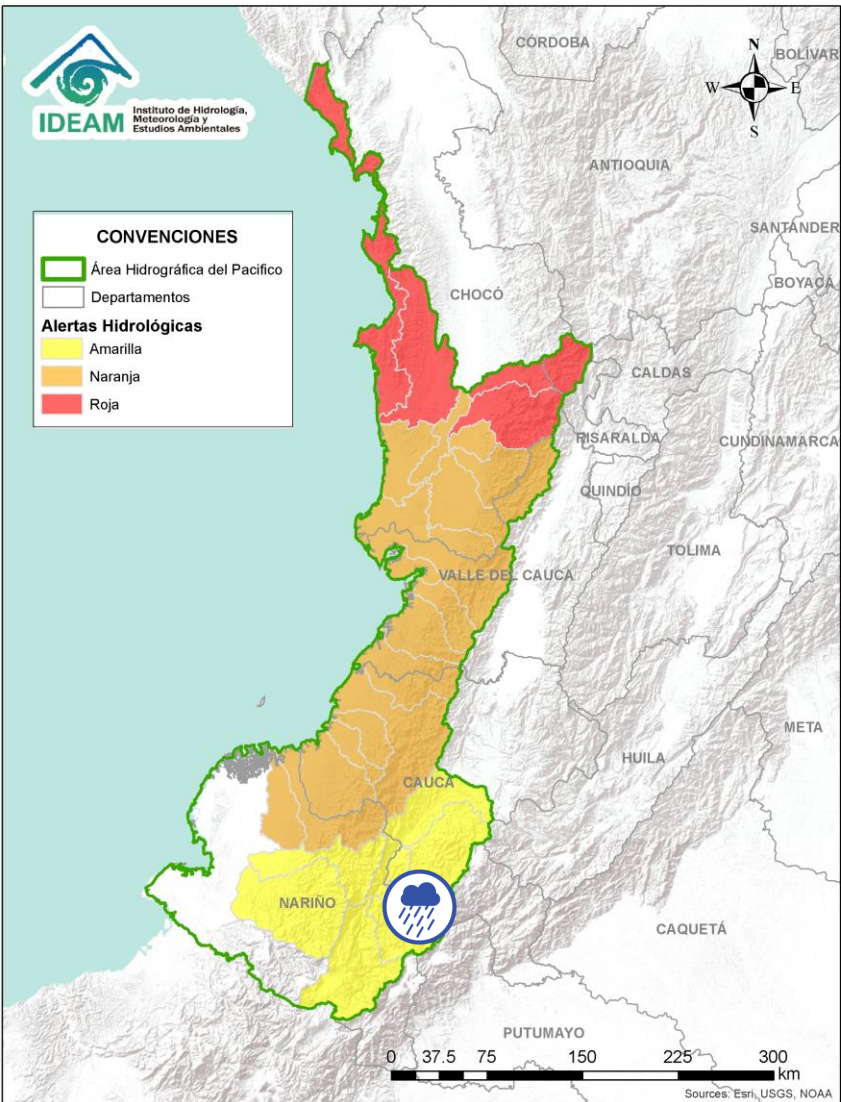 IDEAM
Instituto de Hidrología,
Meteorología y
Estudios Ambientales
N
W
E
S
CONVENCIONES
Área Hidrográfica del Pacifico
Departamentos
Alertas Hidrológicas
Amarilla
Naranja
Roja
CÓRDOBA
BOLIVAR
ANTIOQUIA
SANTANDER
BOYACÁ
CHOCÓ
CALDAS
RISARALDA
CUNDINAMARCA
QUINDÍO
TOLIMA
VALLE DEL CAUCA
META
HUILA
CAUCA
NARIÑO
CAQUETÁ
PUTUMAYO
0 37.5 75 150 225 300
km
Sources: Esri, USGS, NOAA